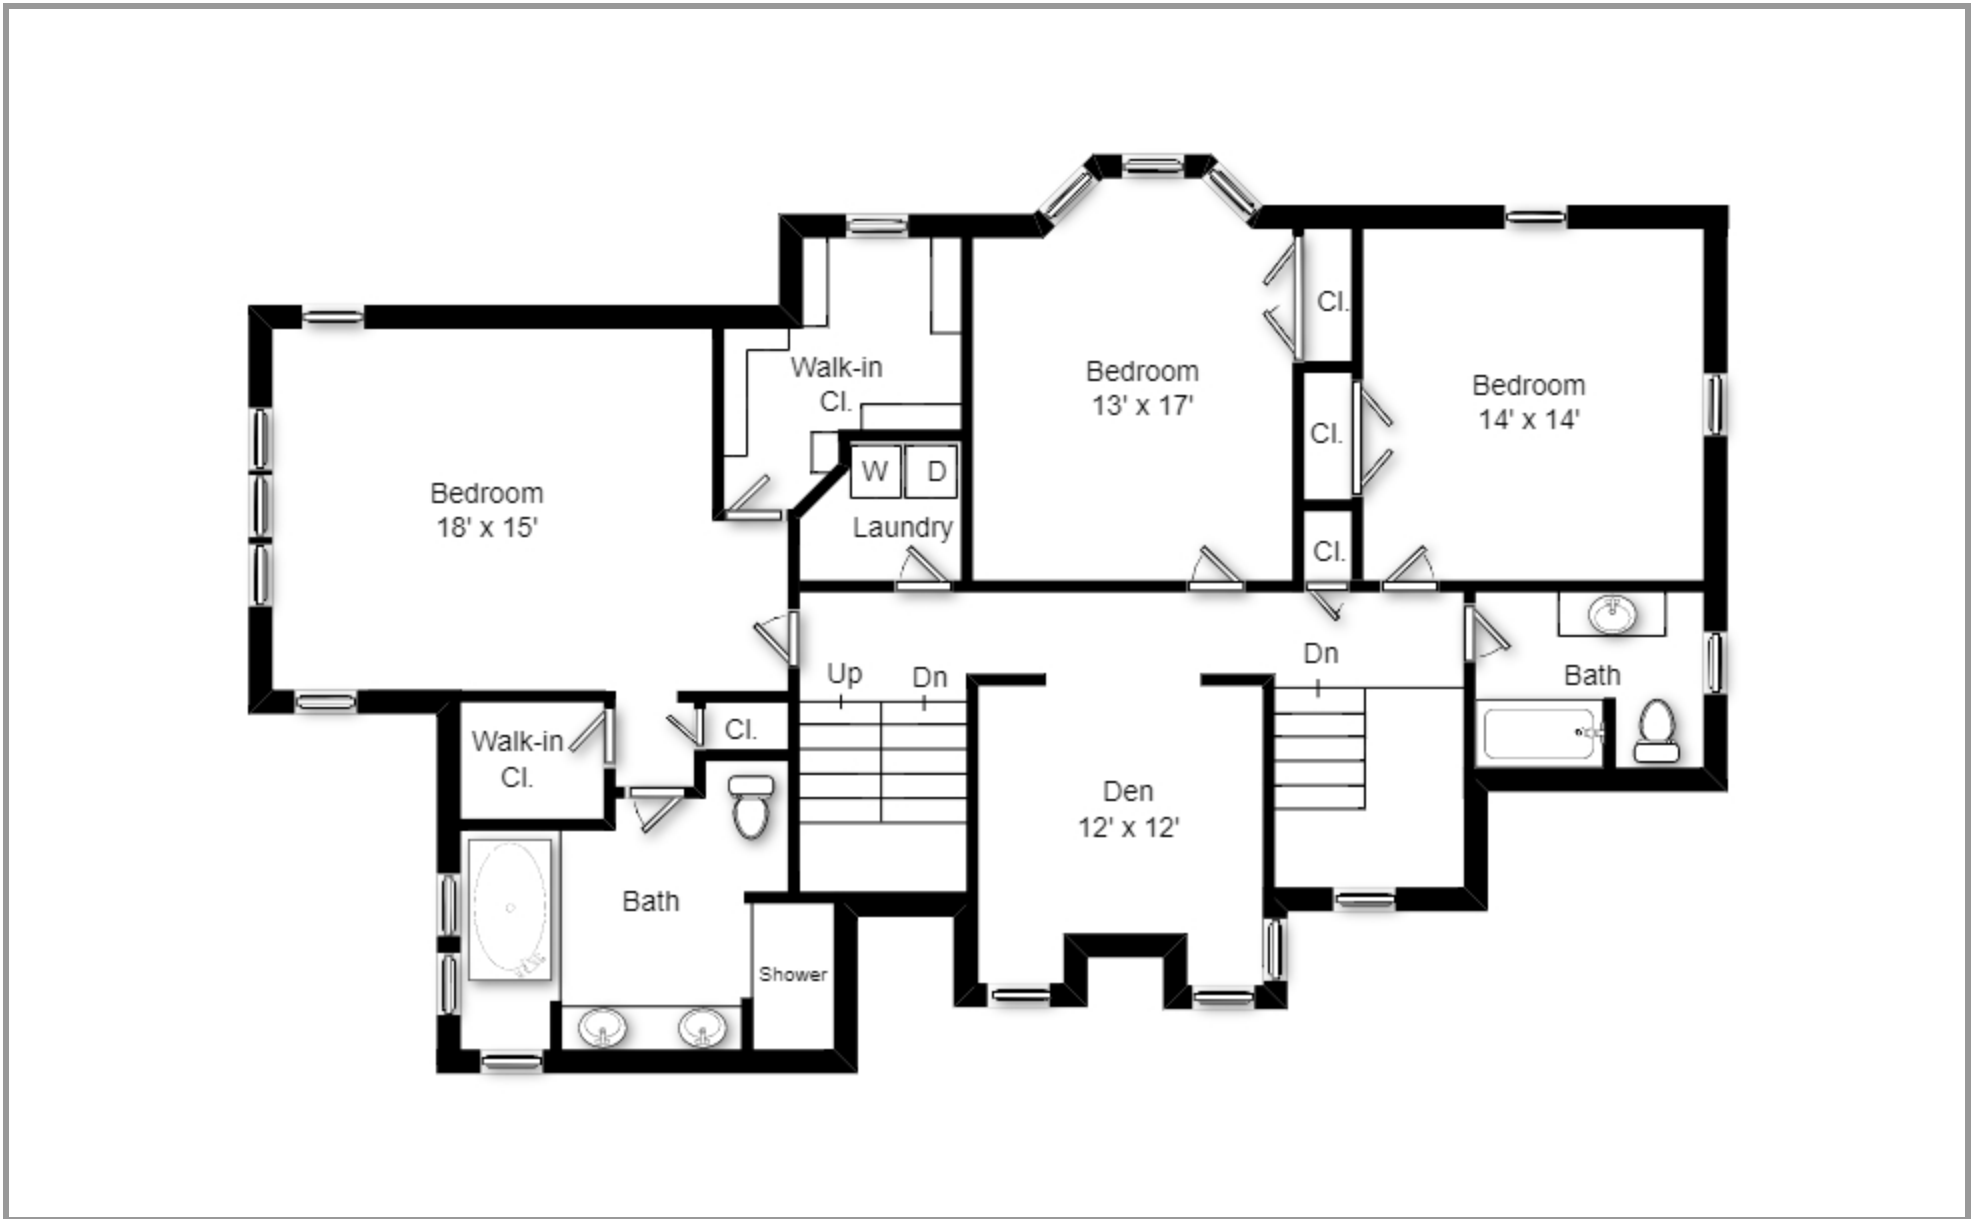 Cl.
Walk-in
Cl.
Bedroom
13' x 17'
Bedroom
14' x 14'
Cl.
W
D
Bedroom
18' x 15'
Laundry
Cl.
Dn
Up
Dn
Bath
Walk-in
Cl.
Cl.
Den
12' x 12'
Bath
Shower